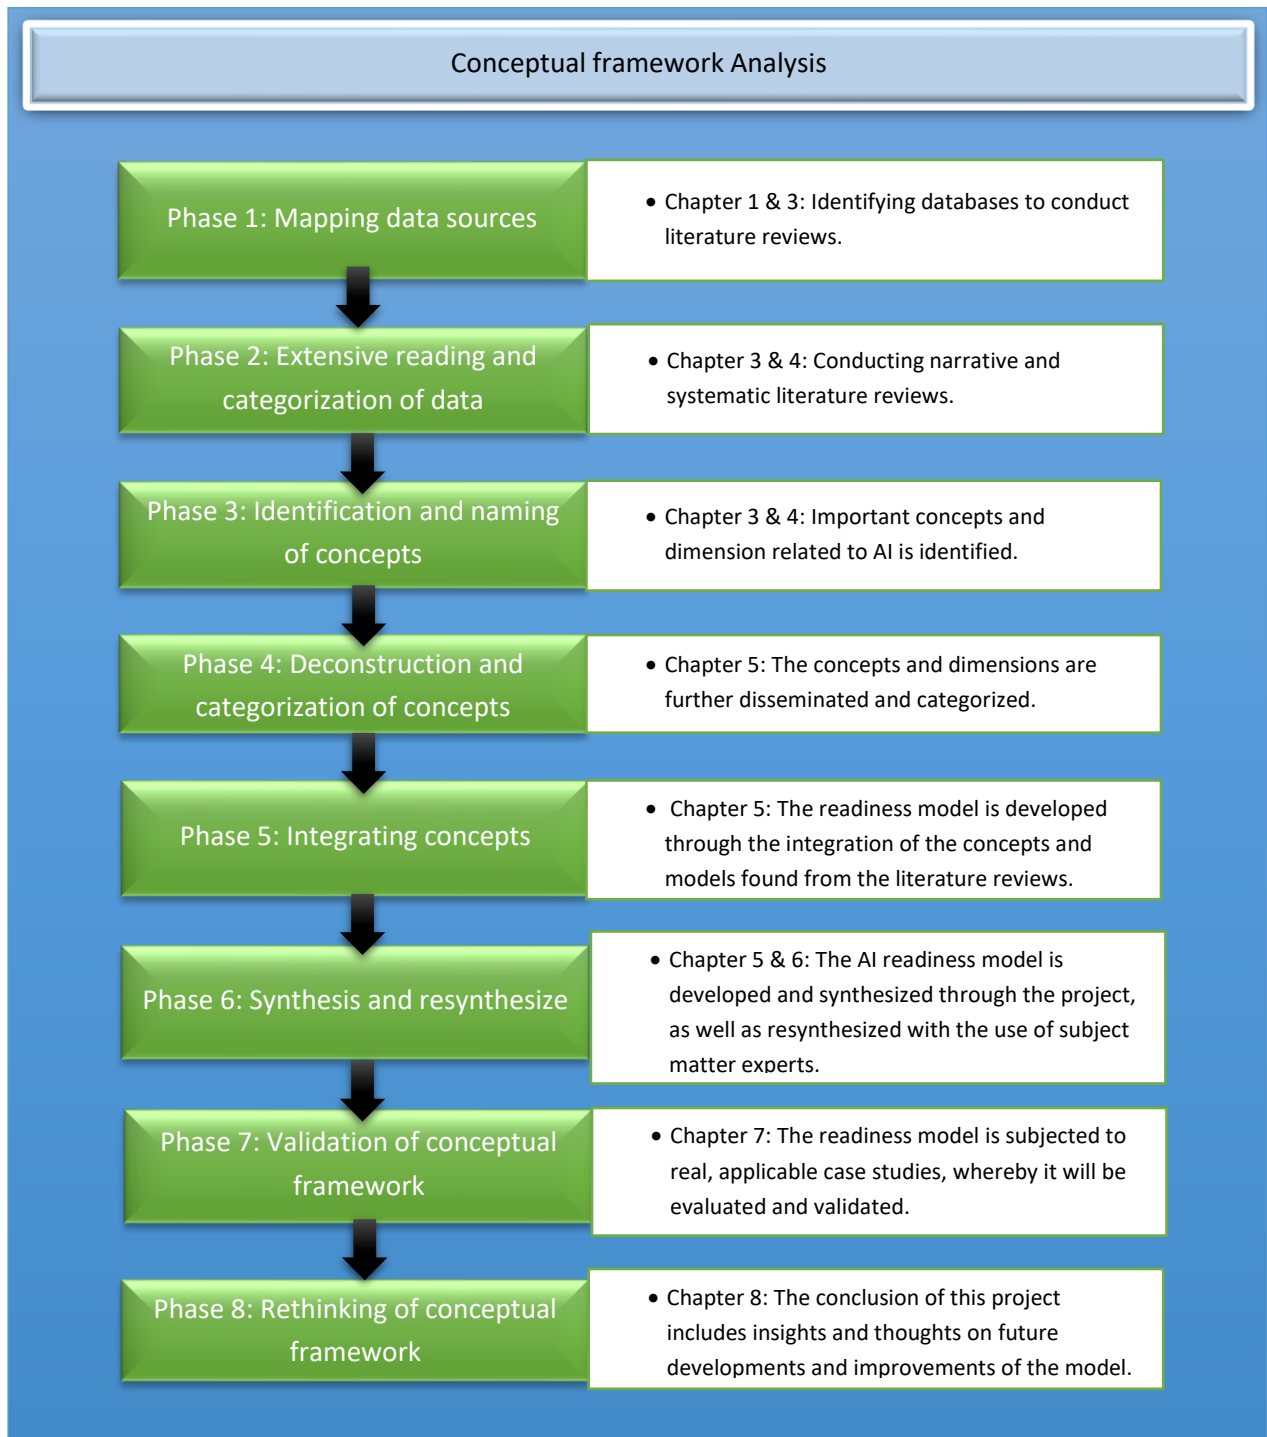 Conceptual framework Analysis
Phase 1: Mapping data sources
• Chapter 1 & 3: Identifying databases to conduct
literature reviews.
Phase 2: Extensive reading and
categorization of data
• Chapter 3 & 4: Conducting narrative and
systematic literature reviews.
Phase 3: Identification and naming
of concepts
• Chapter 3 & 4: Important concepts and
dimension related to AI is identified.
Phase 4: Deconstruction and
categorization of concepts
• Chapter 5: The concepts and dimensions are
further disseminated and categorized.
Phase 5: Integrating concepts
• Chapter 5: The readiness model is developed
through the integration of the concepts and
models found from the literature reviews.
Phase 6: Synthesis and resynthesize
• Chapter 5 & 6: The AI readiness model is
developed and synthesized through the project,
as well as resynthesized with the use of subject
matter experts.
Phase 7: Validation of conceptual
framework
• Chapter 7: The readiness model is subjected to
real, applicable case studies, whereby it will be
evaluated and validated.
Phase 8: Rethinking of conceptual
framework
• Chapter 8: The conclusion of this project
includes insights and thoughts on future
developments and improvements of the model.